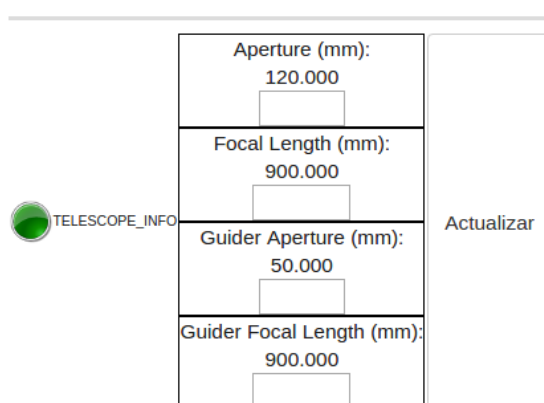 Aperture (mm):
120.000
Focal Length (mm):
900.000
TELESCOPE_INFO
Guider Aperture (mm):
50.000
Guider Focal Length (mm):
900.000
Actualizar